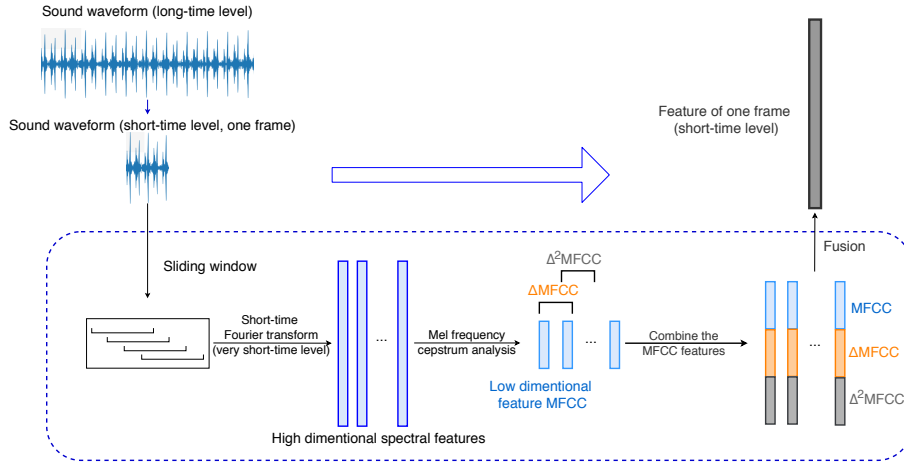 Sound waveform (long-time level)
Sound waveform (short-time level, one frame)
Feature of one frame
(short-time level)
Sliding window
Fusion
Δ²MFCC
ΔMFCC
Short-time
Fourier transform
(very short-time level)
...
Mel frequency
cepstrum analysis
...
Combine the
MFCC features
...
MFCC
ΔMFCC
Δ²MFCC
Low dimentional
feature MFCC
High dimentional spectral features